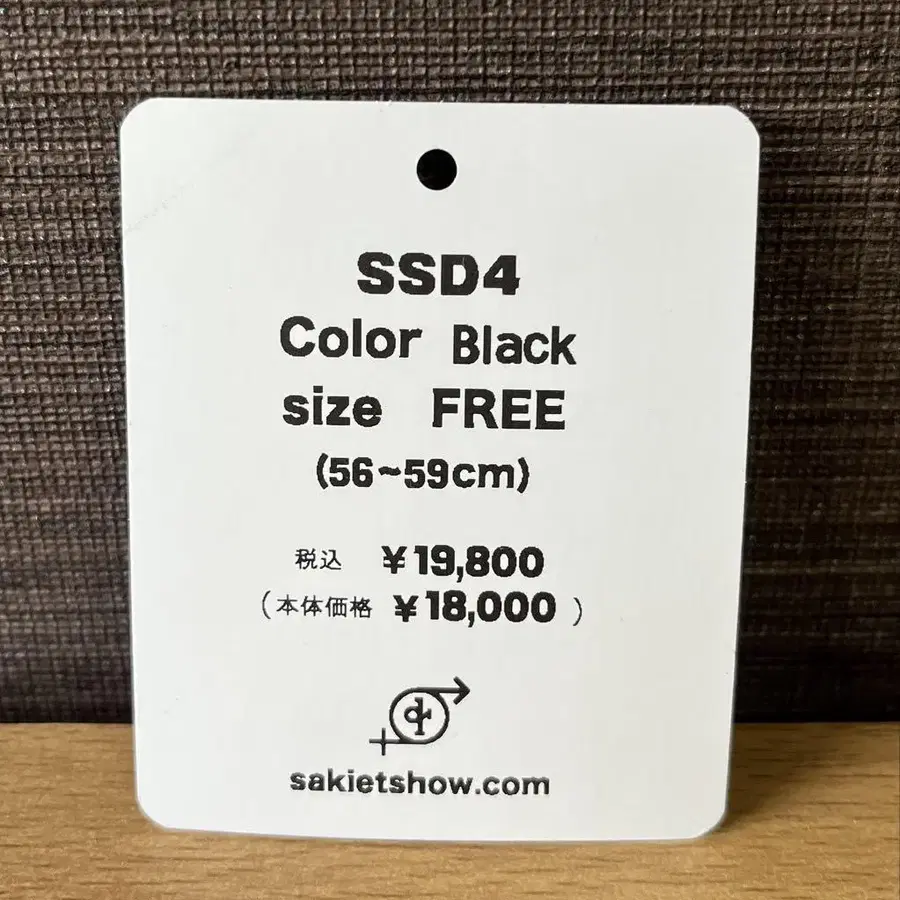 SSD4
Color Black
size FREE
(56~59cm)
税込 ¥19,800
(本体価格 ¥18,000 )
sakietshow.com